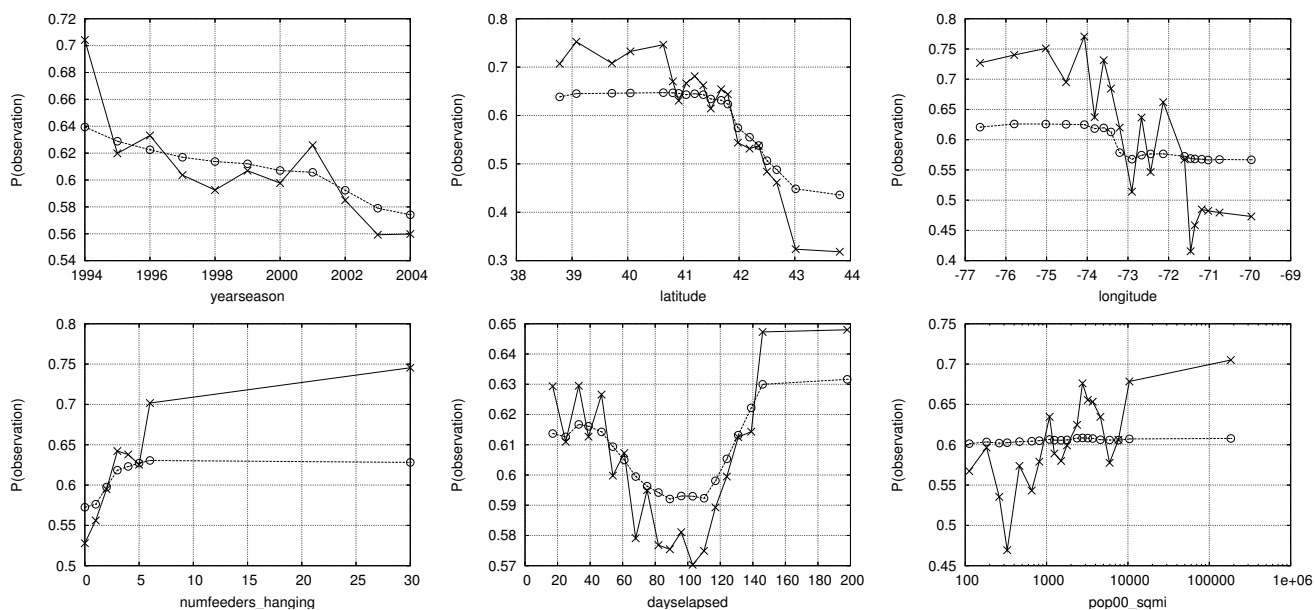 0.72
0.7
0.68
0.66
0.64
0.62
0.6
0.58
0.56
0.54
P(observation)
1994 1996 1998 2000 2002 2004
yearseason
0.8
0.7
0.6
0.5
0.4
0.3
P(observation)
38 39 40 41 42 43 44
latitude
0.8
0.75
0.7
0.65
0.6
0.55
0.5
0.45
0.4
P(observation)
-77 -76 -75 -74 -73 -72 -71 -70 -69
longitude
0.8
0.75
0.7
0.65
0.6
0.55
0.5
P(observation)
0 5 10 15 20 25 30
numfeeders_hanging
0.65
0.64
0.63
0.62
0.61
0.6
0.59
0.58
0.57
P(observation)
0 20 40 60 80 100 120 140 160 180 200
dayselapsed
0.75
0.7
0.65
0.6
0.55
0.5
0.45
P(observation)
100 1000 10000 100000 1e+06
pop00_sqmi